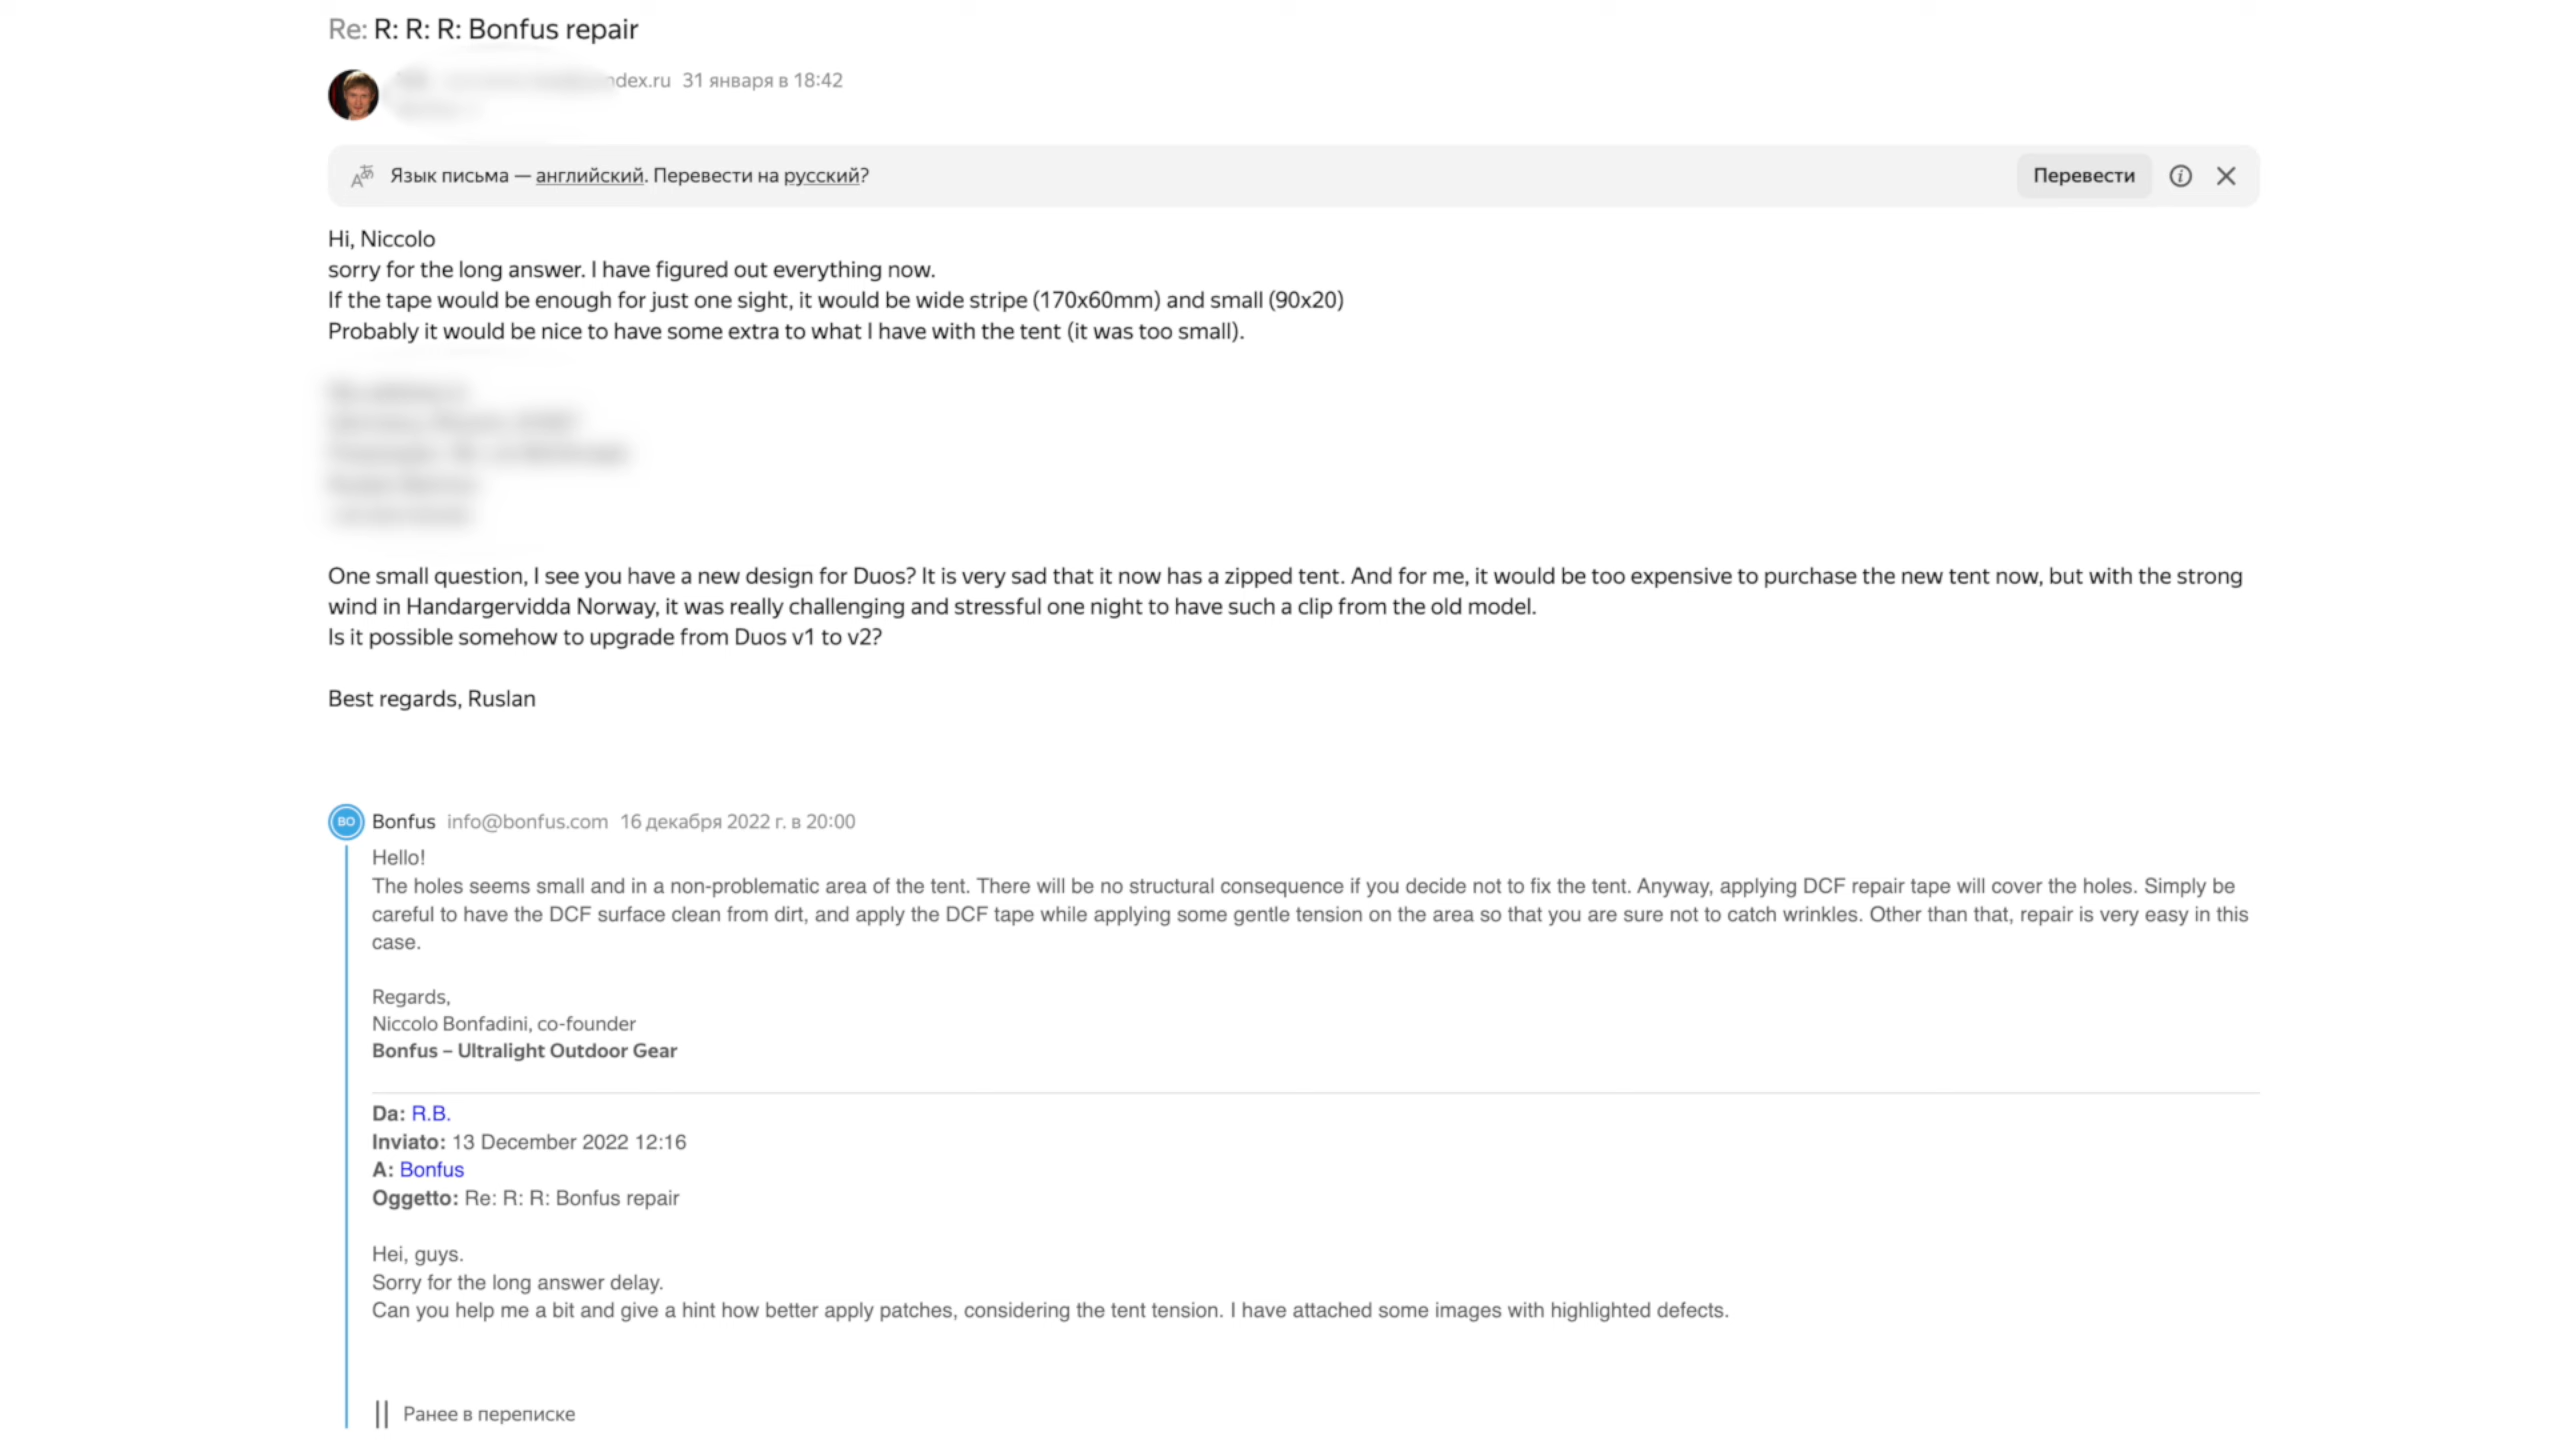 Re: R: R: R: Bonfus repair
ndex.ru 31 января в 18:42
Язык письма — английский. Перевести на русский?
Перевести
Hi, Niccolo
sorry for the long answer. I have figured out everything now.
If the tape would be enough for just one sight, it would be wide stripe (170x60mm) and small (90x20)
Probably it would be nice to have some extra to what I have with the tent (it was too small).
One small question, I see you have a new design for Duos? It is very sad that it now has a zipped tent. And for me, it would be too expensive to purchase the new tent now, but with the strong
wind in Handargervidda Norway, it was really challenging and stressful one night to have such a clip from the old model.
Is it possible somehow to upgrade from Duos v1 to v2?
Best regards, Ruslan
BO Bonfus info@bonfus.com 16 декабря 2022 г. в 20:00
Hello!
The holes seems small and in a non-problematic area of the tent. There will be no structural consequence if you decide not to fix the tent. Anyway, applying DCF repair tape will cover the holes. Simply be
careful to have the DCF surface clean from dirt, and apply the DCF tape while applying some gentle tension on the area so that you are sure not to catch wrinkles. Other than that, repair is very easy in this
case.
Regards,
Niccolo Bonfadini, co-founder
Bonfus – Ultralight Outdoor Gear
Da: R.B.
Inviato: 13 December 2022 12:16
A: Bonfus
Oggetto: Re: R: R: Bonfus repair
Hei, guys.
Sorry for the long answer delay.
Can you help me a bit and give a hint how better apply patches, considering the tent tension. I have attached some images with highlighted defects.
Ранее в переписке